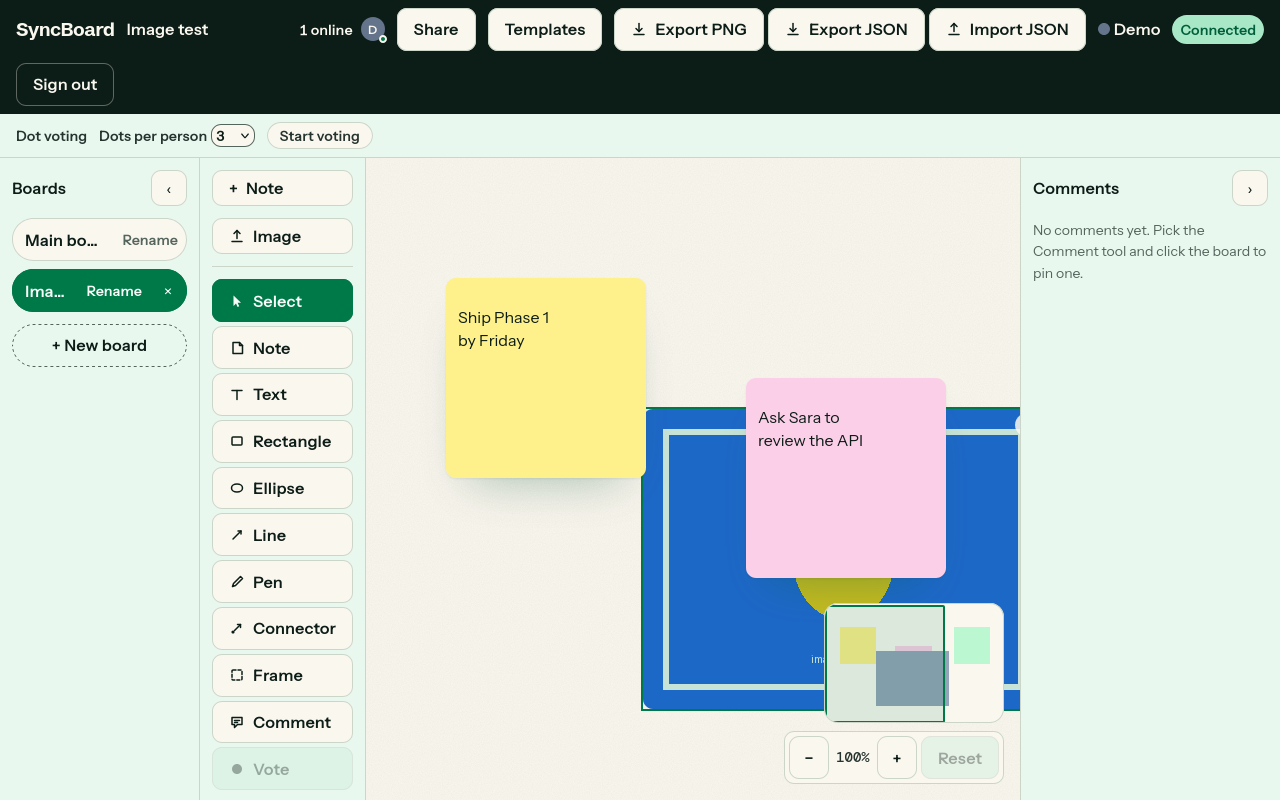 SyncBoard Image test 1 online D Share Templates Export PNG Export JSON Import JSON Demo Connected
Sign out
Dot voting Dots per person 3 Start voting
Boards ‹
Main bo... Rename
Ima... Rename ×
+ New board
+ Note
Image
Select
Note
Text
Rectangle
Ellipse
Line
Pen
Connector
Frame
Comment
Vote
Ship Phase 1
by Friday
Ask Sara to
review the API
− 100% + Reset
Comments ›
No comments yet. Pick the
Comment tool and click the board to
pin one.